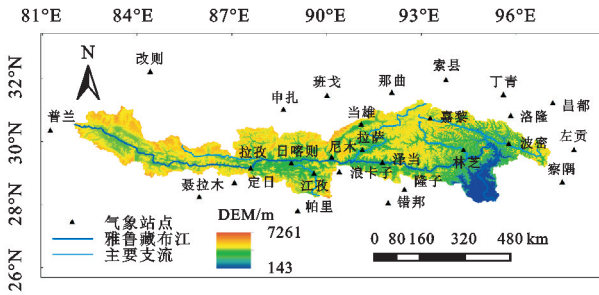 81°E 84°E 87°E 90°E 93°E 96°E
32°N 30°N 28°N 26°N
N
改则
普兰
申扎
班戈
那曲
索县
丁青
昌都
当雄
嘉黎
洛隆
左贡
拉孜
日喀则
尼木
拉萨
泽当
林芝
波密
察隅
聂拉木
定日
江孜
浪卡子
隆子
帕里
错那
气象站点
雅鲁藏布江
主要支流
DEM/m
7261
143
0 80 160 320 480 km